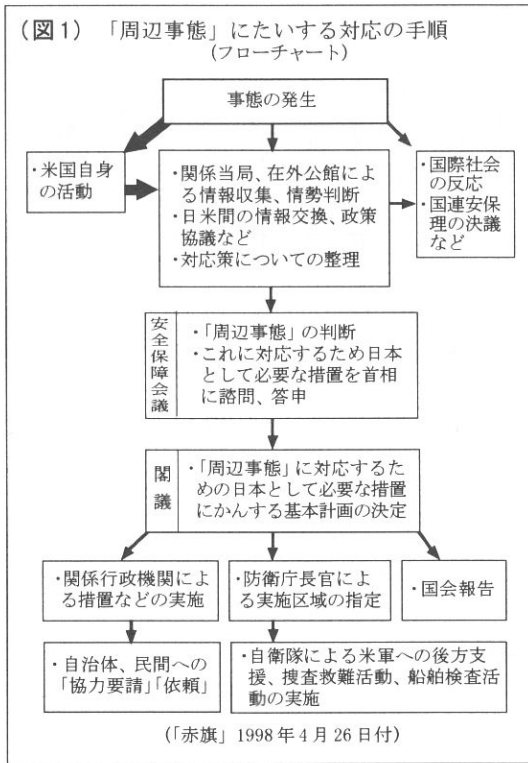 (図1) 「周辺事態」にたいする対応の手順
(フローチャート)
事態の発生
・米国自身
の活動
・関係当局、在外公館によ
る情報収集、情勢判断
・日米間の情報交換、政策
協議など
・対応策についての整理
・国際社会
の反応
・国連安保
理の決議
など
安全保障会議
・「周辺事態」の判断
・これに対応するため日本
として必要な措置を首相
に諮問、答申
閣議
・「周辺事態」に対応するた
めの日本として必要な措置
にかんする基本計画の決定
・関係行政機関によ
る措置などの実施
・防衛庁長官によ
る実施区域の指定
・国会報告
・自治体、民間への
「協力要請」「依頼」
・自衛隊による米軍への後方支
援、捜査救難活動、船舶検査活
動の実施
(「赤旗」1998年4月26日付)